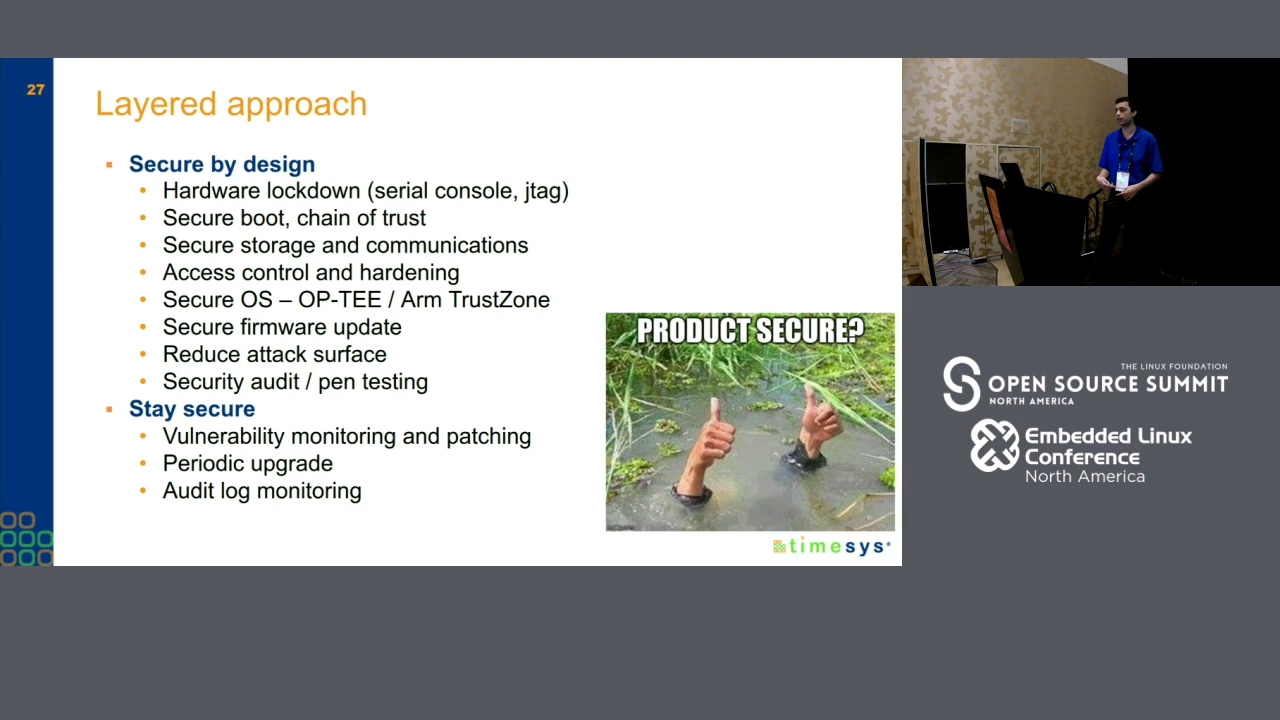 27
Layered approach
Secure by design
Hardware lockdown (serial console, jtag)
Secure boot, chain of trust
Secure storage and communications
Access control and hardening
Secure OS – OP-TEE / Arm TrustZone
Secure firmware update
Reduce attack surface
Security audit / pen testing
Stay secure
Vulnerability monitoring and patching
Periodic upgrade
Audit log monitoring
PRODUCT SECURE?
timesys
THE LINUX FOUNDATION
OPEN SOURCE SUMMIT
NORTH AMERICA
Embedded Linux
Conference
North America